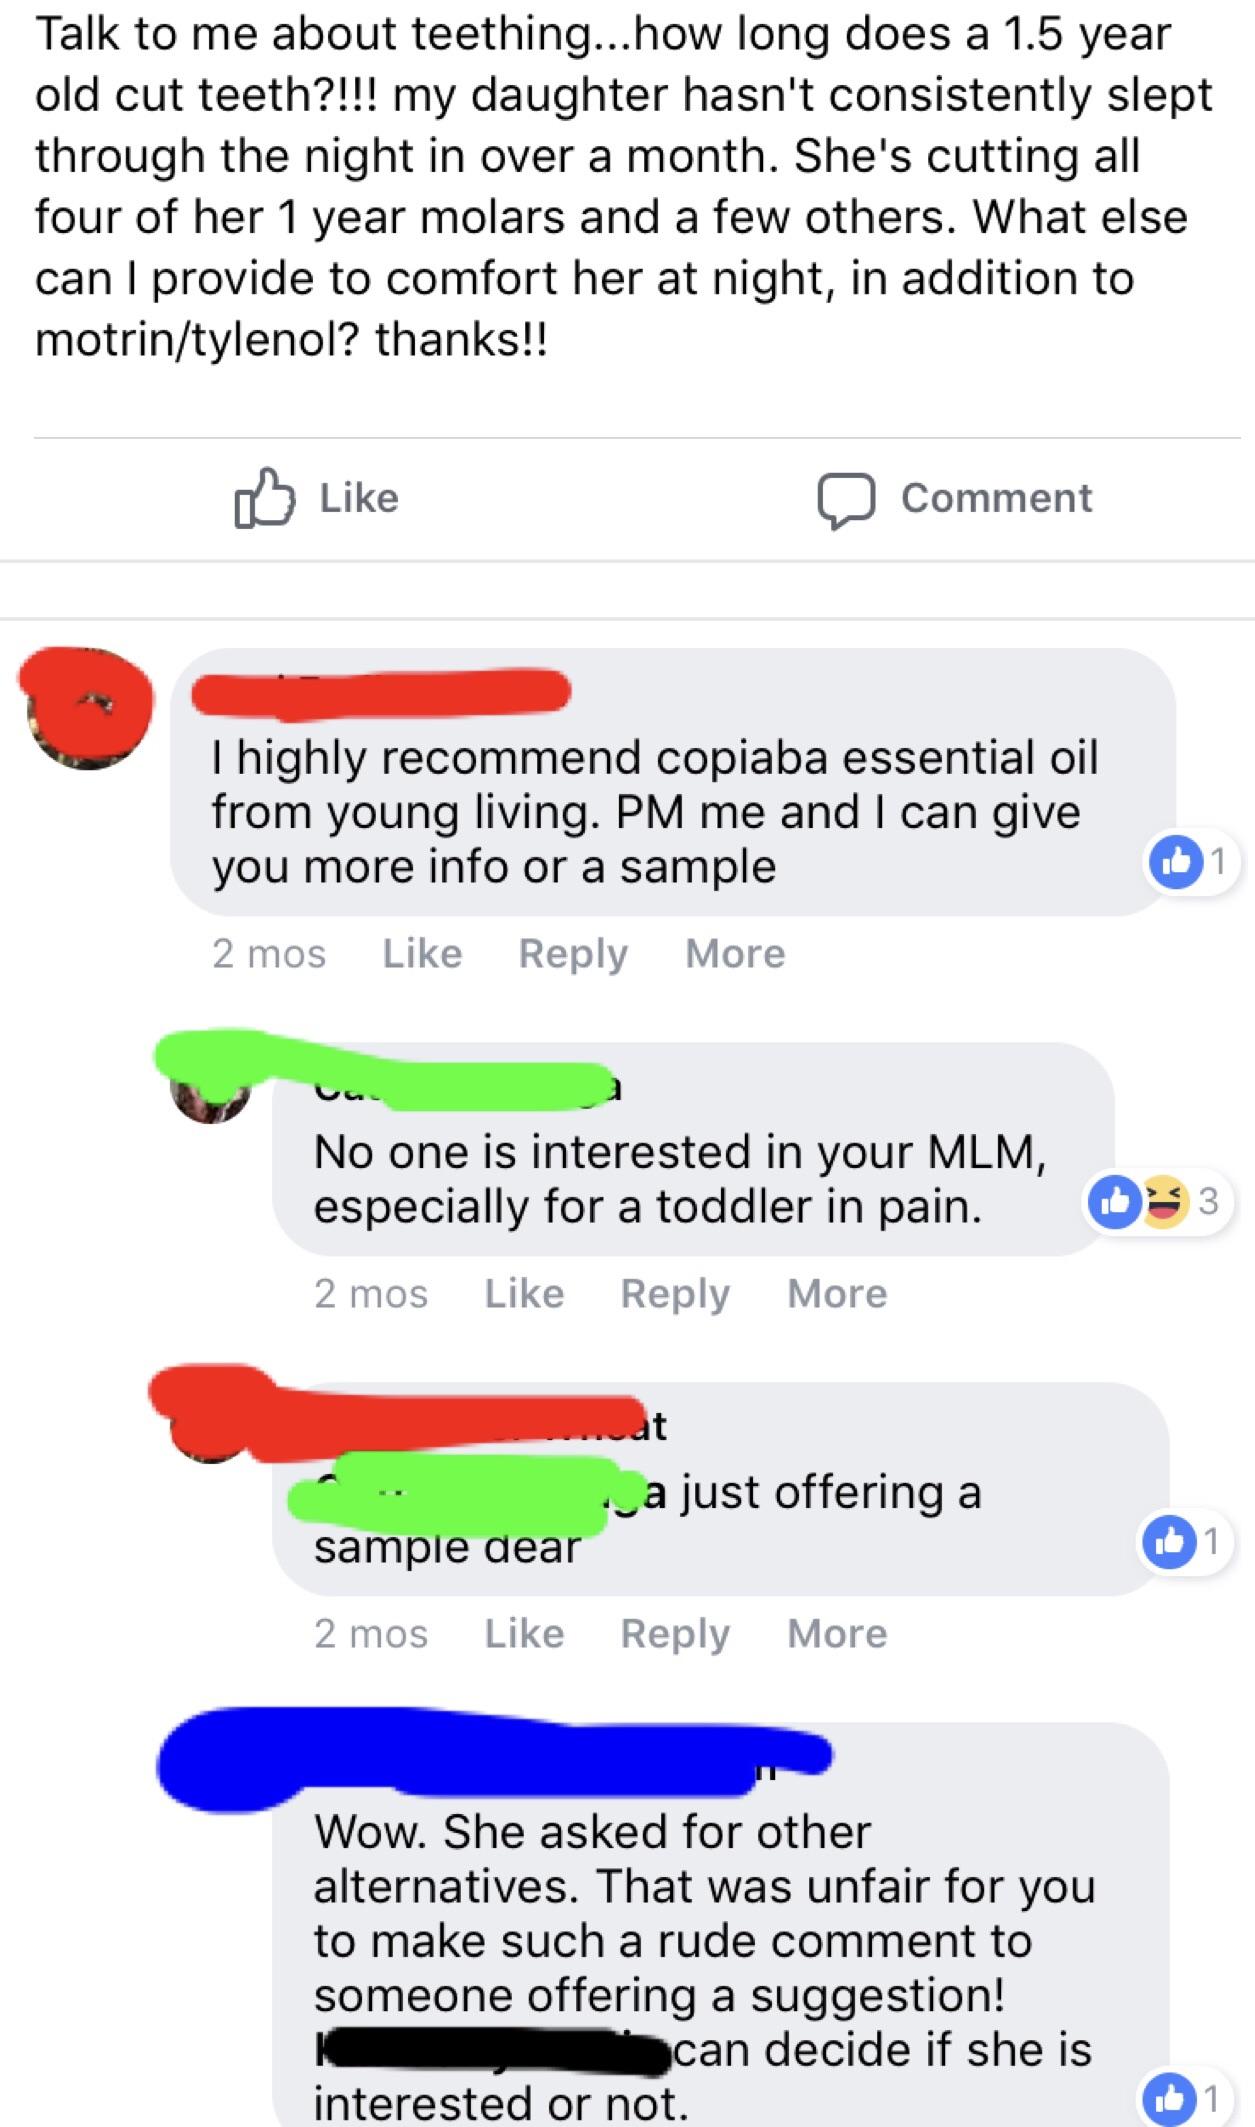 Talk to me about teething...how long does a 1.5 year
old cut teeth?!!! my daughter hasn't consistently slept
through the night in over a month. She's cutting all
four of her 1 year molars and a few others. What else
can I provide to comfort her at night, in addition to
motrin/tylenol? thanks!!
Like Comment
I highly recommend copiaba essential oil
from young living. PM me and I can give
you more info or a sample
1
2 mos Like Reply More
No one is interested in your MLM,
especially for a toddler in pain.
3
2 mos Like Reply More
just offering a
sample dear
1
2 mos Like Reply More
Wow. She asked for other
alternatives. That was unfair for you
to make such a rude comment to
someone offering a suggestion!
can decide if she is
interested or not.
1